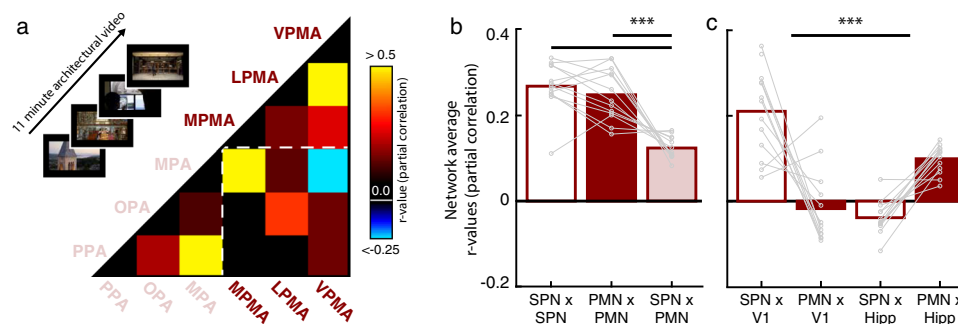 a
11 minute architectural video
VPMA
LPMA
MPMA
MPA
OPA
PPA
PPA
OPA
MPA
MPMA
LPMA
VPMA
> 0.5
0.0
<-0.25
r-value (partial correlation)
b
***
Network average
r-values (partial correlation)
0.4
0.2
0
-0.2
SPN x
SPN
PMN x
PMN
SPN x
PMN
c
***
SPN x
V1
PMN x
V1
SPN x
Hipp
PMN x
Hipp